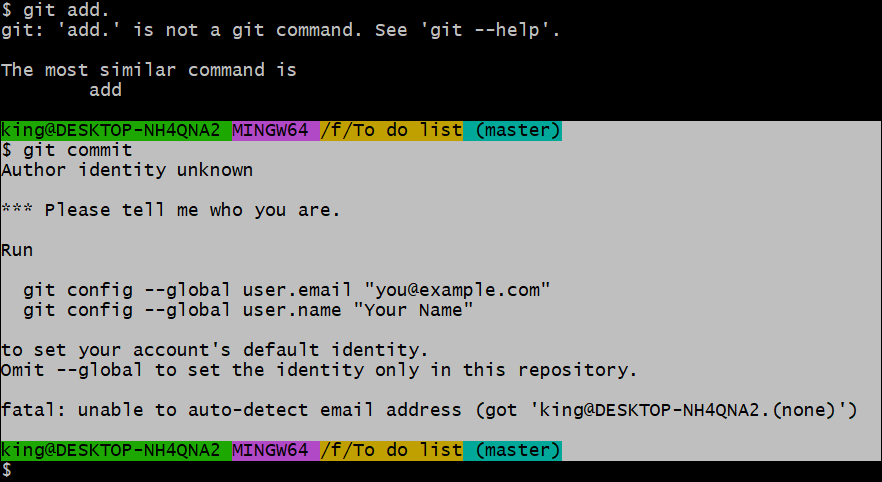 $ git add.
git: 'add.' is not a git command. See 'git --help'.
The most similar command is
add
king@DESKTOP-NH4QNA2 MINGW64 /f/To do list (master)
$ git commit
Author identity unknown
*** Please tell me who you are.
Run
git config --global user.email "you@example.com"
git config --global user.name "Your Name"
to set your account's default identity.
Omit --global to set the identity only in this repository.
fatal: unable to auto-detect email address (got 'king@DESKTOP-NH4QNA2.(none)')
king@DESKTOP-NH4QNA2 MINGW64 /f/To do list (master)
$